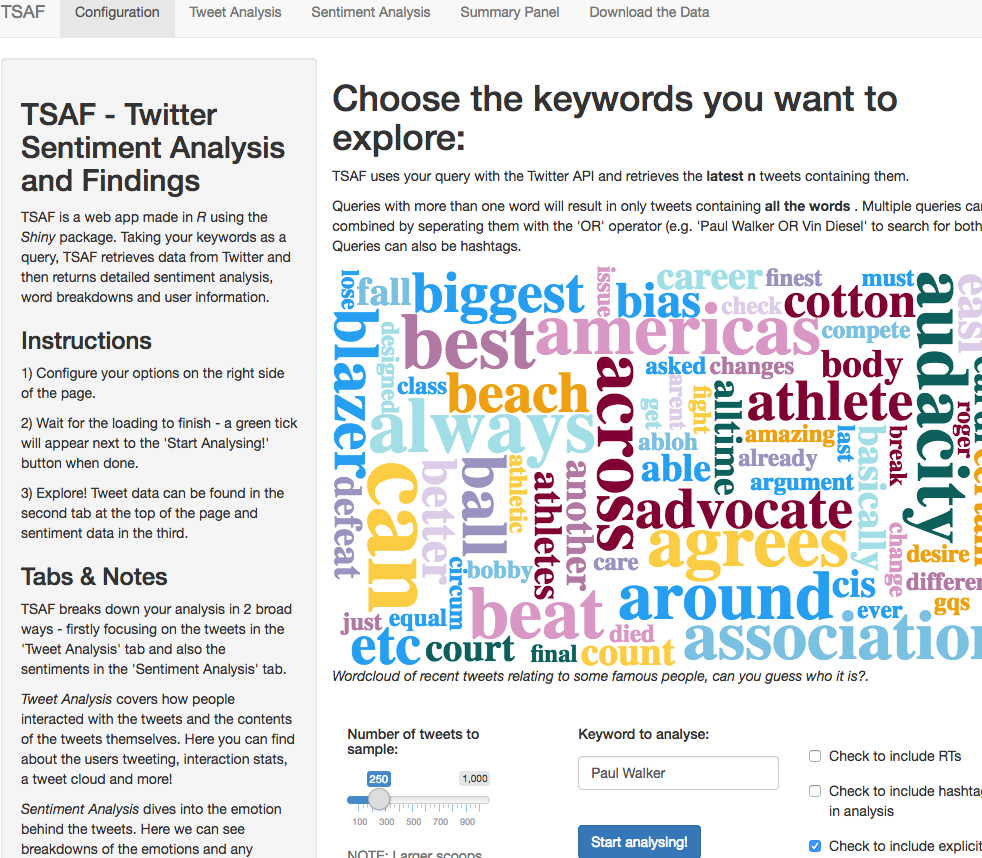 TSAF
Configuration
Tweet Analysis
Sentiment Analysis
Summary Panel
Download the Data
TSAF - Twitter
Sentiment Analysis
and Findings
TSAF is a web app made in R using the
Shiny package. Taking your keywords as a
query, TSAF retrieves data from Twitter and
then returns detailed sentiment analysis,
word breakdowns and user information.
Instructions
1) Configure your options on the right side
of the page.
2) Wait for the loading to finish - a green tick
will appear next to the 'Start Analysing!'
button when done.
3) Explore! Tweet data can be found in the
second tab at the top of the page and
sentiment data in the third.
Tabs & Notes
TSAF breaks down your analysis in 2 broad
ways - firstly focusing on the tweets in the
'Tweet Analysis' tab and also the
sentiments in the 'Sentiment Analysis' tab.
Tweet Analysis covers how people
interacted with the tweets and the contents
of the tweets themselves. Here you can find
about the users tweeting, interaction stats,
a tweet cloud and more!
Sentiment Analysis dives into the emotion
behind the tweets. Here we can see
breakdowns of the emotions and any
Choose the keywords you want to
explore:
TSAF uses your query with the Twitter API and retrieves the latest n tweets containing them.
Queries with more than one word will result in only tweets containing all the words . Multiple queries can
combined by seperating them with the 'OR' operator (e.g. 'Paul Walker OR Vin Diesel' to search for both
Queries can also be hashtags.
lose
fall
biggest
issue
bias
career
finest
check
must
cotton
audacity
easi
blazer
designed
best
americas
compete
class
beach
across
asked
changes
body
always
get
arent
fight
alltime
athlete
roger
abloh
amazing
last
basically
break
able
already
argument
defeat
can
better
ball
athletic
athletes
another
advocate
agrees
care
change
desire
circum
bobby
different
around
cis
ever
gqs
just
equal
beat
died
association
etc
court
final
count
Wordcloud of recent tweets relating to some famous people, can you guess who it is?.
Number of tweets to
sample:
250
1,000
100 300 500 700 900
NOTE: Larger scoops
Keyword to analyse:
Paul Walker
Start analysing!
Check to include RTs
Check to include hashta
in analysis
Check to include explicit